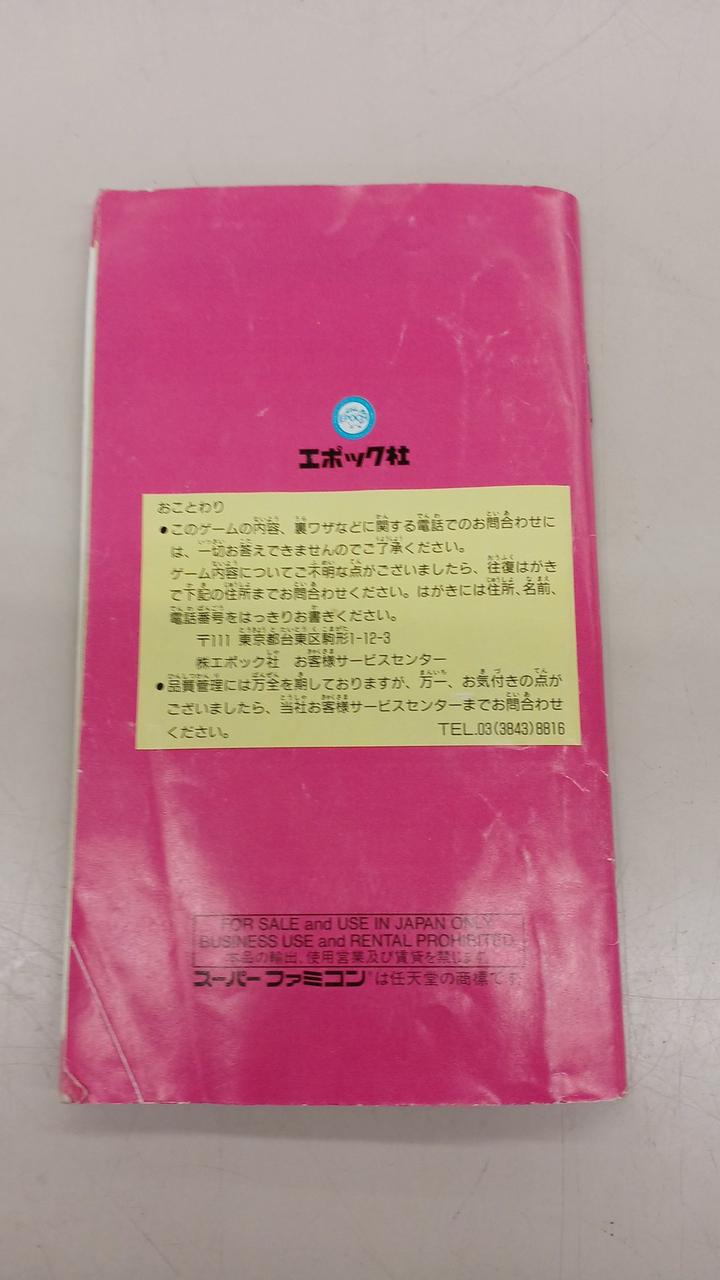 EPOCH
エポック社
おことわり
●このゲームの内容、裏ワザなどに関する電話でのお問合わせに
は、一切お答えできませんのでご了承ください。
ゲーム内容についてご不明な点がございましたら、往復はがき
で下記の住所までお問合わせください。はがきには住所、名前、
電話番号をはっきりお書ぎください。
〒111 東京都台東区駒形1-12-3
㈱エポック社 お客様サービスセンター
●品質管理には万全を期しておりますが、万一、お気付きの点が
ございましたら、当社お客様サービスセンターまでお問合わせ
ください。 TEL.03(3843)8816
FOR SALE and USE IN JAPAN ONLY
BUSINESS USE and RENTAL PROHIBITED.
本品の輸出、使用営業及び賃貸を禁じます。
スーパーファミコン®は任天堂の商標です。